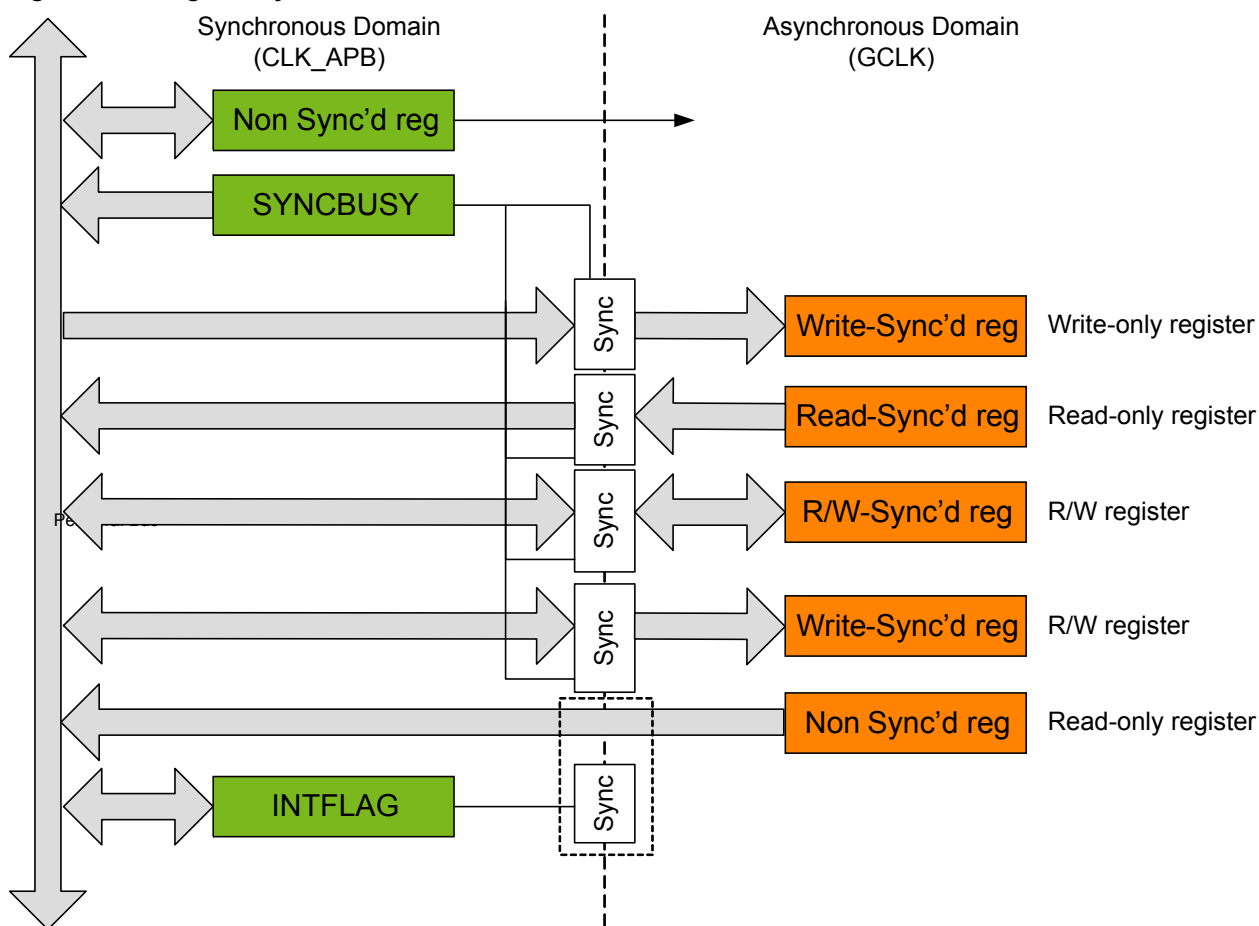 Synchronous Domain
(CLK_APB)
Asynchronous Domain
(GCLK)
Non Sync'd reg
SYNCBUSY
Sync
Write-Sync'd reg
Write-only register
Sync
Read-Sync'd reg
Read-only register
Sync
R/W-Sync'd reg
R/W register
Sync
Write-Sync'd reg
R/W register
Non Sync'd reg
Read-only register
INTFLAG
Sync